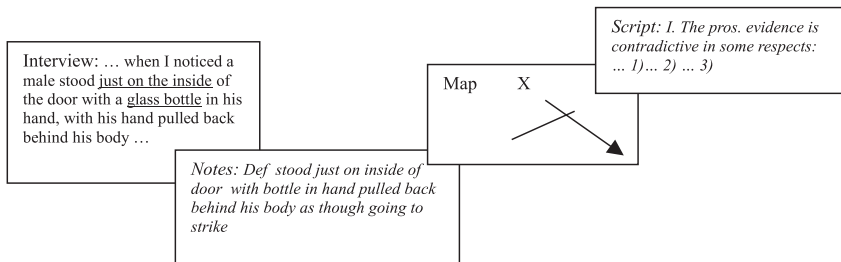 Interview: … when I noticed a
male stood just on the inside of
the door with a glass bottle in his
hand, with his hand pulled back
behind his body …
Notes: Def stood just on inside of
door with bottle in hand pulled back
behind his body as though going to
strike
Map X
Script: I. The pros. evidence is
contradictive in some respects:
… 1)… 2) … 3)